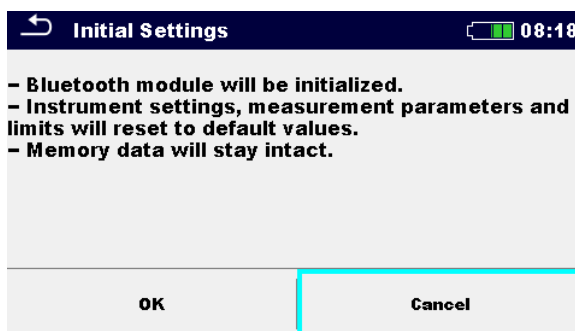 Initial Settings
08:18
– Bluetooth module will be initialized.
– Instrument settings, measurement parameters and
limits will reset to default values.
– Memory data will stay intact.
OK
Cancel